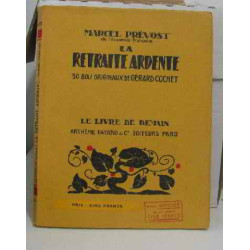 MARCEL PRÉVOST
de l'Académie française
LA
RETRAITE ARDENTE
30 BOIS ORIGINAUX DE GÉRARD COCHET
LE LIVRE DE DEMAIN
ARTHÈME FAYARD & Cie ÉDITEURS PARIS
PRIX : CINQ FRANCS